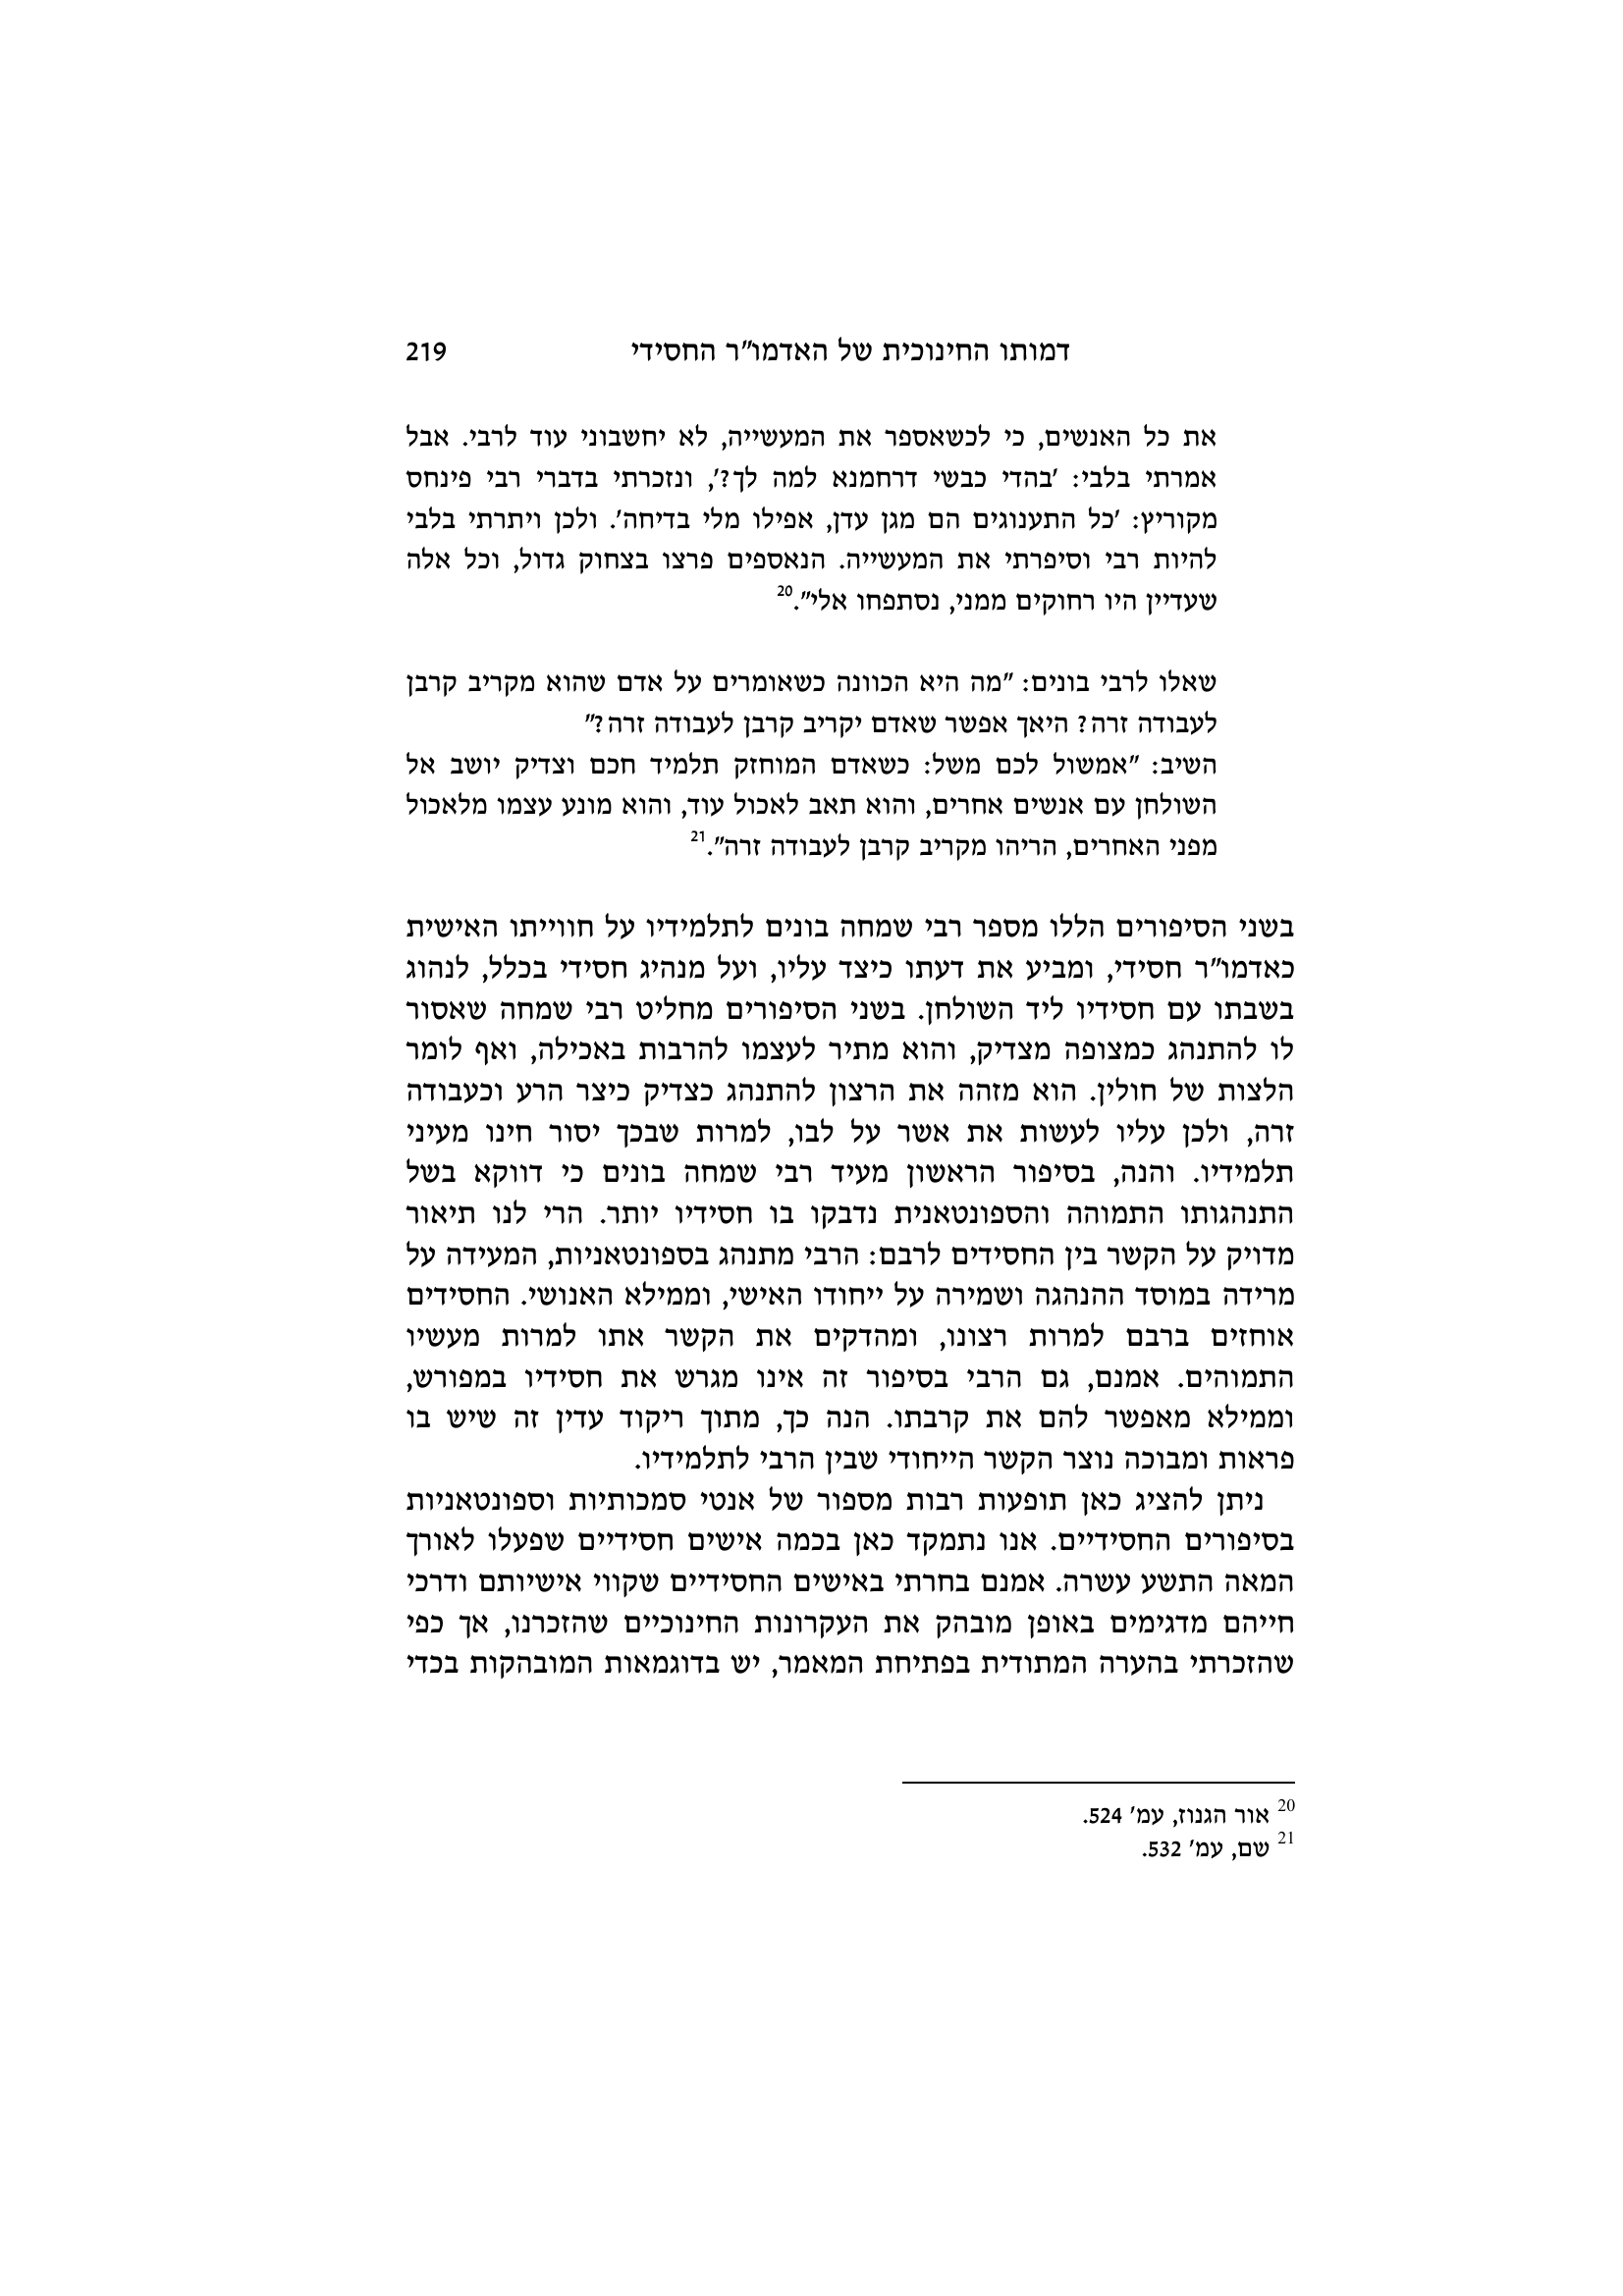 דמותו החינוכית של האדמו"ר החסידי 219
את כל האנשים, כי לכשאספר את המעשייה, לא יחשבוני עוד לרבי. אבל
אמרתי בלבי: 'בהדי כבשי דרחמנא למה לך?', ונזכרתי בדברי רבי פינחס
מקוריץ: 'כל התענוגים הם מגן עדן, אפילו מלי בדיחה'. ולכן ויתרתי בלבי
להיות רבי וסיפרתי את המעשייה. הנאספים פרצו בצחוק גדול, וכל אלה
שעדיין היו רחוקים ממני, נסתפחו אלי".20
שאלו לרבי בונים: "מה היא הכוונה כשאומרים על אדם שהוא מקריב קרבן
לעבודה זרה? היאך אפשר שאדם יקריב קרבן לעבודה זרה?"
השיב: "אמשול לכם משל: כשאדם המוחזק תלמיד חכם וצדיק יושב אל
השולחן עם אנשים אחרים, והוא תאב לאכול עוד, והוא מונע עצמו מלאכול
מפני האחרים, הריהו מקריב קרבן לעבודה זרה".21
בשני הסיפורים הללו מספר רבי שמחה בונים לתלמידיו על חווייתו האישית
כאדמו"ר חסידי, ומביע את דעתו כיצד עליו, ועל מנהיג חסידי בכלל, לנהוג
בשבתו עם חסידיו ליד השולחן. בשני הסיפורים מחליט רבי שמחה שאסור
לו להתנהג כמצופה מצדיק, והוא מתיר לעצמו להרבות באכילה, ואף לומר
הלצות של חולין. הוא מזהה את הרצון להתנהג כצדיק כיצר הרע וכעבודה
זרה, ולכן עליו לעשות את אשר על לבו, למרות שבכך יסור חינו מעיני
תלמידיו. והנה, בסיפור הראשון מעיד רבי שמחה בונים כי דווקא בשל
התנהגותו התמוהה והספונטאנית נדבקו בו חסידיו יותר. הרי לנו תיאור
מדויק על הקשר בין החסידים לרבם: הרבי מתנהג בספונטאניות, המעידה על
מרידה במוסד ההנהגה ושמירה על ייחודו האישי, וממילא האנושי. החסידים
אוחזים ברבם למרות רצונו, ומהדקים את הקשר אתו למרות מעשיו
התמוהים. אמנם, גם הרבי בסיפור זה אינו מגרש את חסידיו במפורש,
וממילא מאפשר להם את קרבתו. הנה כך, מתוך ריקוד עדין זה שיש בו
פראות ומבוכה נוצר הקשר הייחודי שבין הרבי לתלמידיו.
ניתן להציג כאן תופעות רבות מספור של אנטי סמכותיות וספונטאניות
בסיפורים החסידיים. אנו נתמקד כאן בכמה אישים חסידיים שפעלו לאורך
המאה התשע עשרה. אמנם בחרתי באישים החסידיים שקווי אישיותם ודרכי
חייהם מדגימים באופן מובהק את העקרונות החינוכיים שהזכרנו, אך כפי
שהזכרתי בהערה המתודית בפתיחת המאמר, יש בדוגמאות המובהקות בכדי
20 אור הגנוז, עמ' 524.
21 שם, עמ' 532.